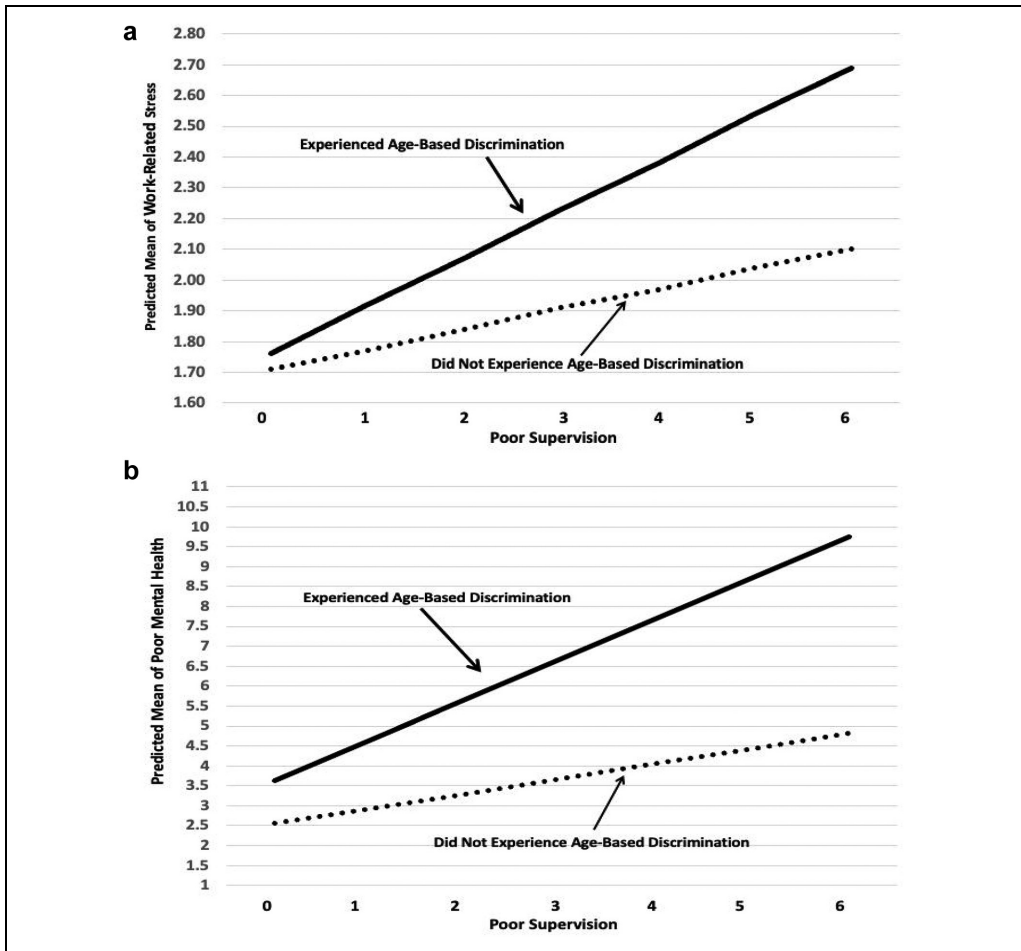 a
Predicted Mean of Work-Related Stress
2.80
2.70
2.60
2.50
2.40
2.30
2.20
2.10
2.00
1.90
1.80
1.70
1.60
Experienced Age-Based Discrimination
Did Not Experience Age-Based Discrimination
0 1 2 3 4 5 6
Poor Supervision
b
Predicted Mean of Poor Mental Health
11
10.5
10
9.5
9
8.5
8
7.5
7
6.5
6
5.5
5
4.5
4
3.5
3
2.5
2
1.5
1
Experienced Age-Based Discrimination
Did Not Experience Age-Based Discrimination
0 1 2 3 4 5 6
Poor Supervision